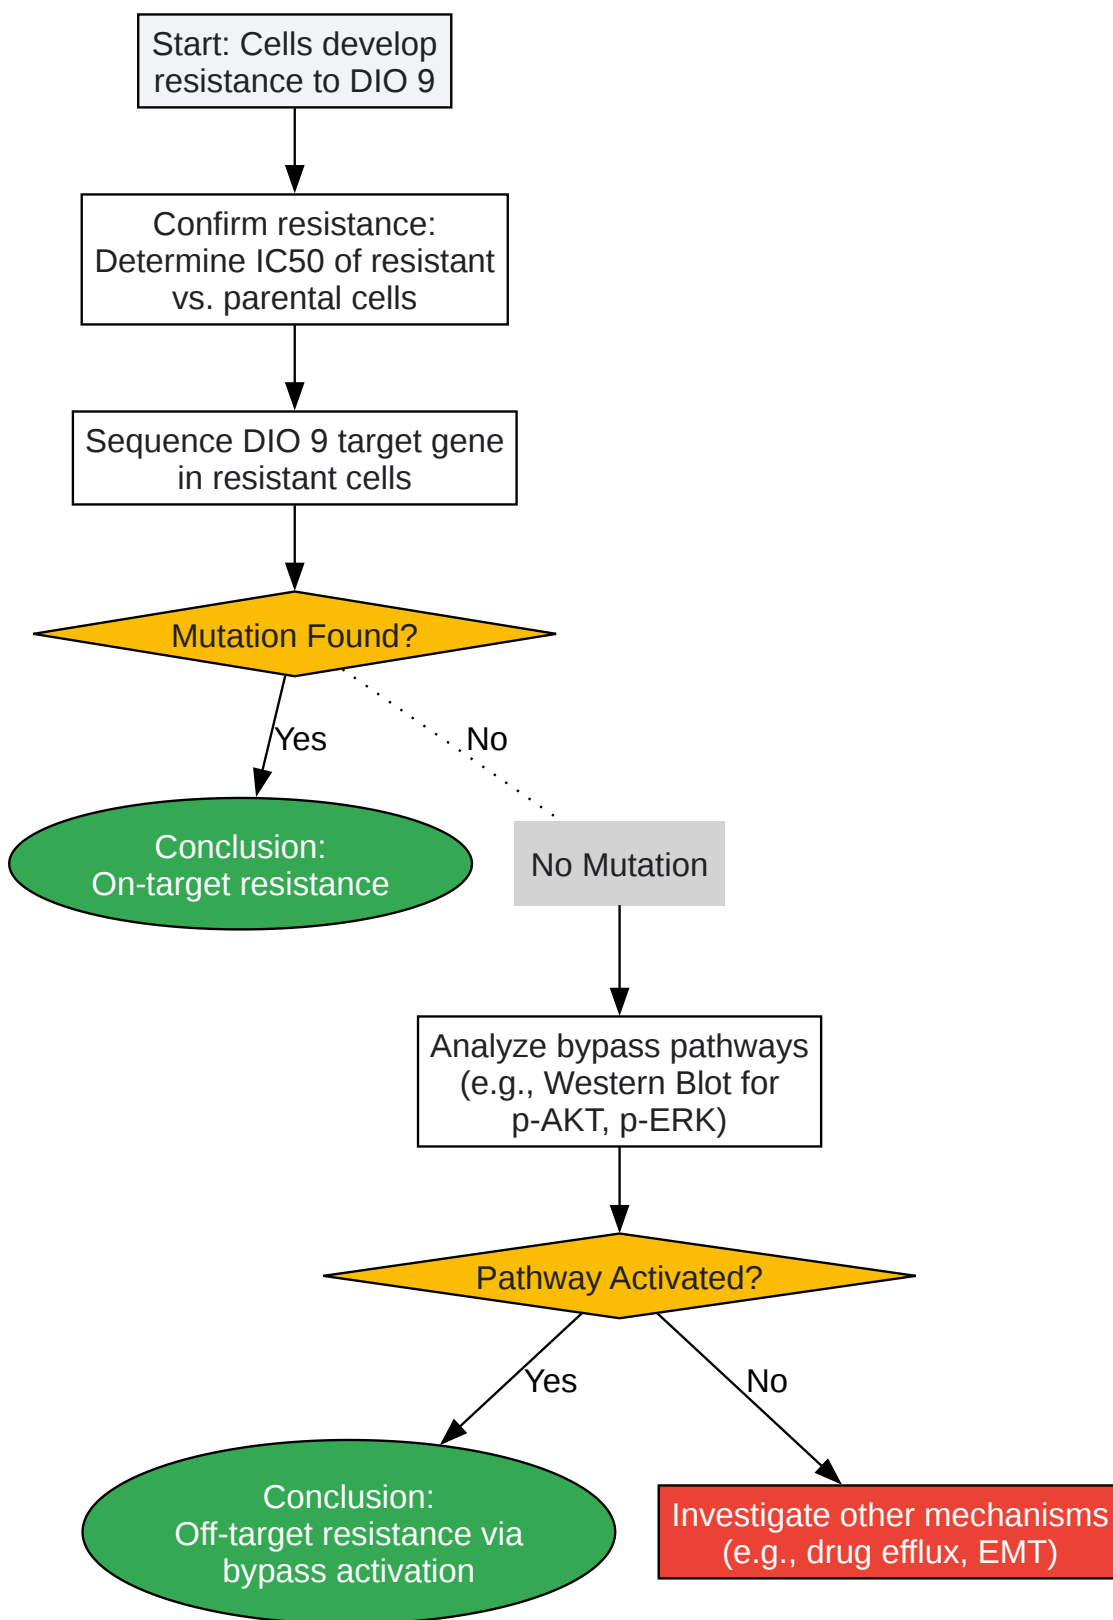 Start: Cells develop
resistance to DIO 9
Confirm resistance:
Determine IC50 of resistant
vs. parental cells
Sequence DIO 9 target gene
in resistant cells
Mutation Found?
Yes
No
Conclusion:
On-target resistance
No Mutation
Analyze bypass pathways
(e.g., Western Blot for
p-AKT, p-ERK)
Pathway Activated?
Yes
No
Conclusion:
Off-target resistance via
bypass activation
Investigate other mechanisms
(e.g., drug efflux, EMT)